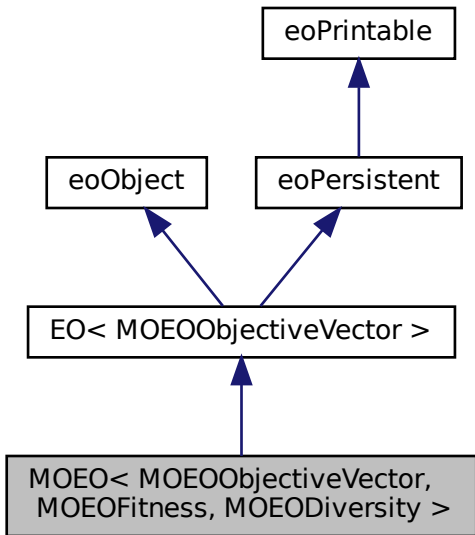 eoPrintable
eoObject
eoPersistent
EO< MOEOObjectiveVector >
MOEO< MOEOObjectiveVector,
MOEOFitness, MOEODiversity >